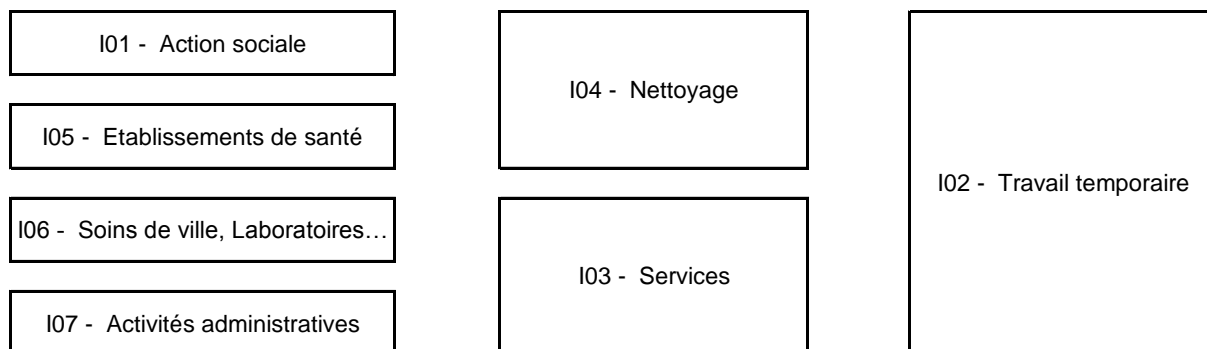 I01 - Action sociale
I05 - Etablissements de santé
I06 - Soins de ville, Laboratoires…
I07 - Activités administratives
I04 - Nettoyage
I03 - Services
I02 - Travail temporaire